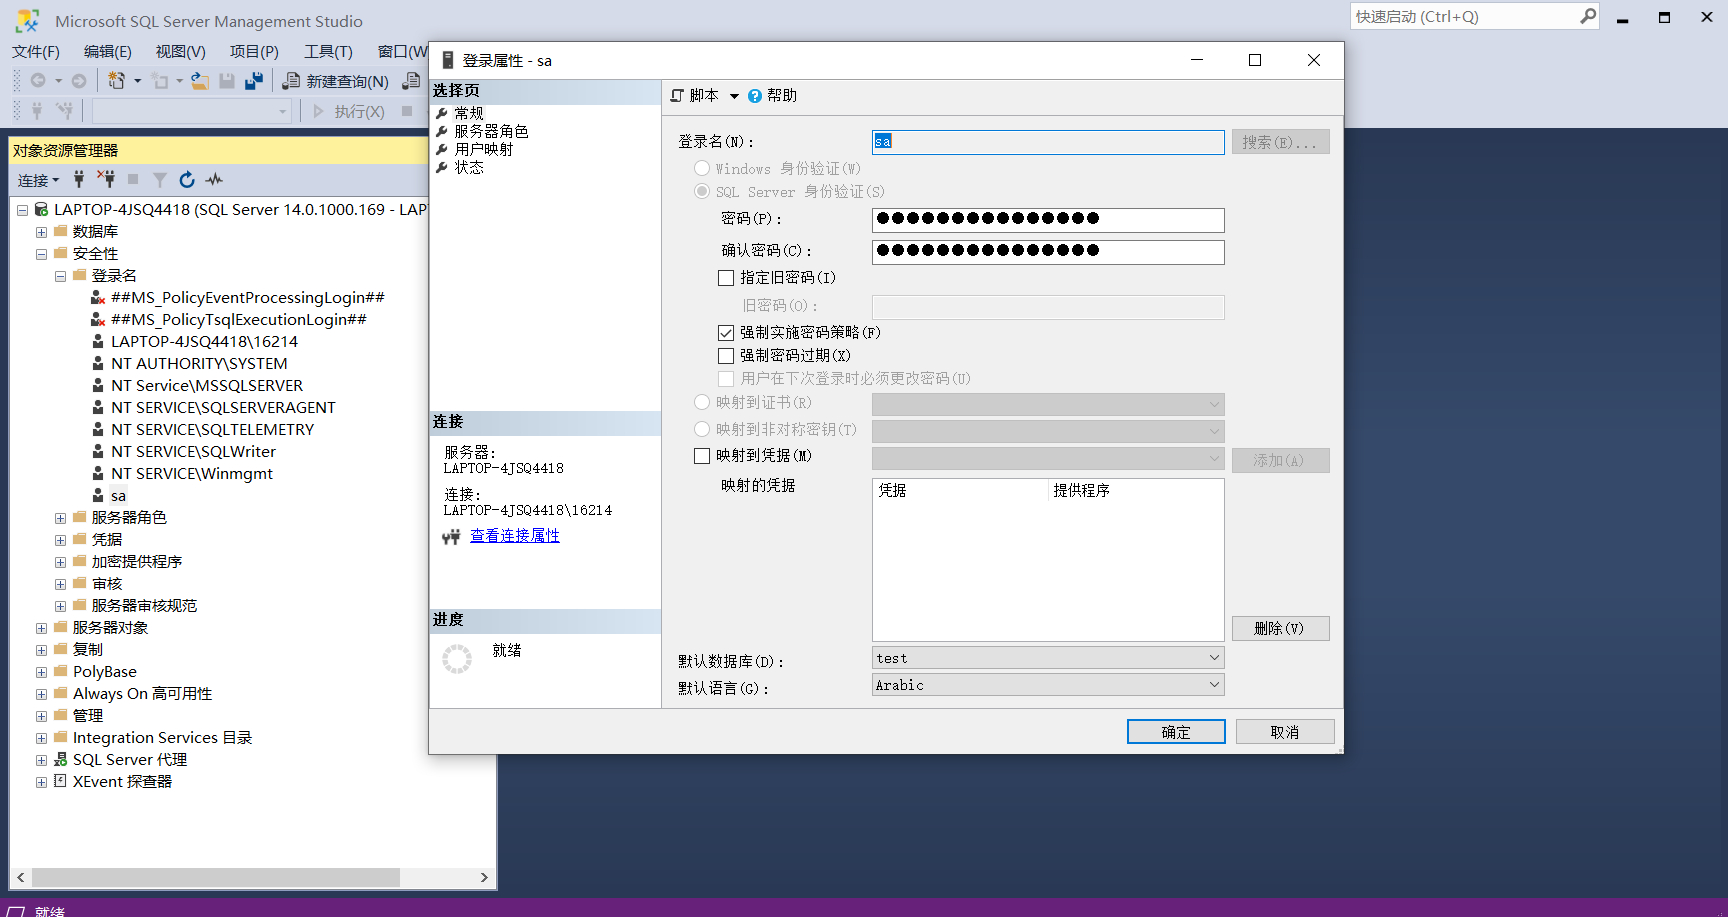 Microsoft SQL Server Management Studio
快速启动 (Ctrl+Q)
文件(F) 编辑(E) 视图(V) 项目(P) 工具(T) 窗口(W
新建查询(N)
执行(X)
对象资源管理器
连接
LAPTOP-4JSQ4418 (SQL Server 14.0.1000.169 - LAP
数据库
安全性
登录名
##MS_PolicyEventProcessingLogin##
##MS_PolicyTsqlExecutionLogin##
LAPTOP-4JSQ4418\16214
NT AUTHORITY\SYSTEM
NT Service\MSSQLSERVER
NT SERVICE\SQLSERVERAGENT
NT SERVICE\SQLTELEMETRY
NT SERVICE\SQLWriter
NT SERVICE\Winmgmt
sa
服务器角色
凭据
加密提供程序
审核
服务器审核规范
服务器对象
复制
PolyBase
Always On 高可用性
管理
Integration Services 目录
SQL Server 代理
XEvent 探查器
就绪
登录属性 - sa
选择页
常规
服务器角色
用户映射
状态
连接
服务器:
LAPTOP-4JSQ4418
连接:
LAPTOP-4JSQ4418\16214
查看连接属性
进度
就绪
脚本 帮助
登录名(N): sa 搜索(E)...
Windows 身份验证(W)
SQL Server 身份验证(S)
密码(P): ●●●●●●●●●●●●●●●
确认密码(C): ●●●●●●●●●●●●●●●
指定旧密码(I)
旧密码(O):
强制实施密码策略(F)
强制密码过期(X)
用户在下次登录时必须更改密码(U)
映射到证书(R)
映射到非对称密钥(T)
映射到凭据(M) 添加(A)
映射的凭据 凭据 提供程序
删除(V)
默认数据库(D): test
默认语言(G): Arabic
确定 取消